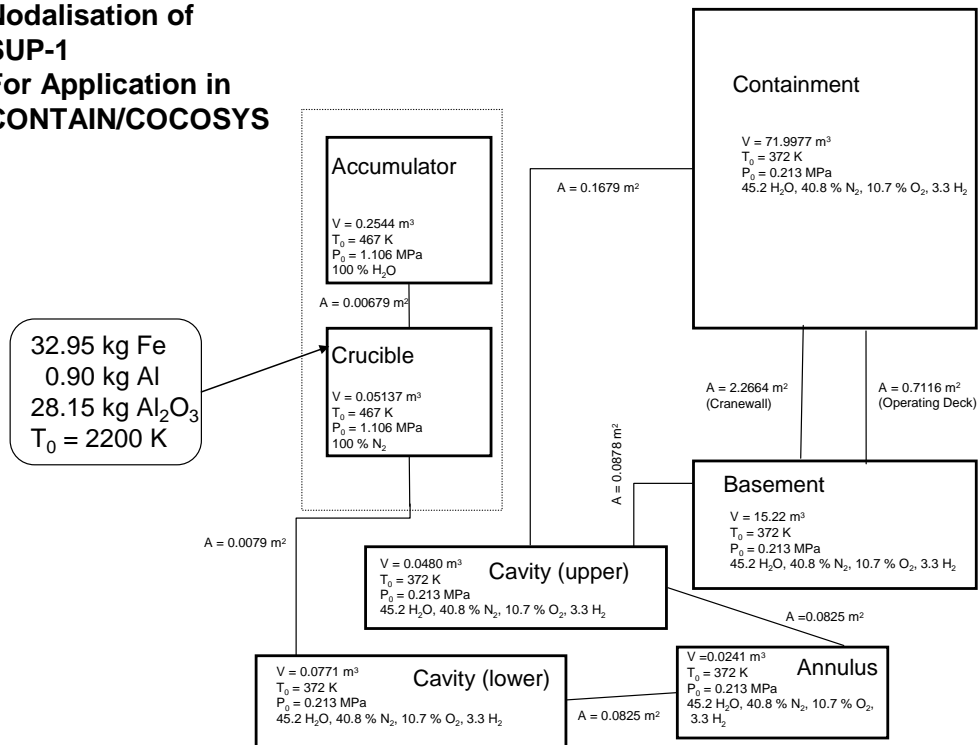 Nodalisation of
SUP-1
For Application in
CONTAIN/COCOSYS
Accumulator
V = 0.2544 m³
T₀ = 467 K
P₀ = 1.106 MPa
100 % H₂O
A = 0.00679 m²
32.95 kg Fe
0.90 kg Al
28.15 kg Al₂O₃
T₀ = 2200 K
Crucible
V = 0.05137 m³
T₀ = 467 K
P₀ = 1.106 MPa
100 % N₂
A = 0.0079 m²
Containment
V = 71.9977 m³
T₀ = 372 K
P₀ = 0.213 MPa
45.2 H₂O, 40.8 % N₂, 10.7 % O₂, 3.3 H₂
A = 0.1679 m²
A = 2.2664 m²
(Cranewall)
A = 0.7116 m²
(Operating Deck)
A = 0.0878 m²
Basement
V = 15.22 m³
T₀ = 372 K
P₀ = 0.213 MPa
45.2 H₂O, 40.8 % N₂, 10.7 % O₂, 3.3 H₂
Cavity (upper)
V = 0.0480 m³
T₀ = 372 K
P₀ = 0.213 MPa
45.2 H₂O, 40.8 % N₂, 10.7 % O₂, 3.3 H₂
A =0.0825 m²
Cavity (lower)
V = 0.0771 m³
T₀ = 372 K
P₀ = 0.213 MPa
45.2 H₂O, 40.8 % N₂, 10.7 % O₂, 3.3 H₂
A = 0.0825 m²
Annulus
V =0.0241 m³
T₀ = 372 K
P₀ = 0.213 MPa
45.2 H₂O, 40.8 % N₂, 10.7 % O₂,
3.3 H₂